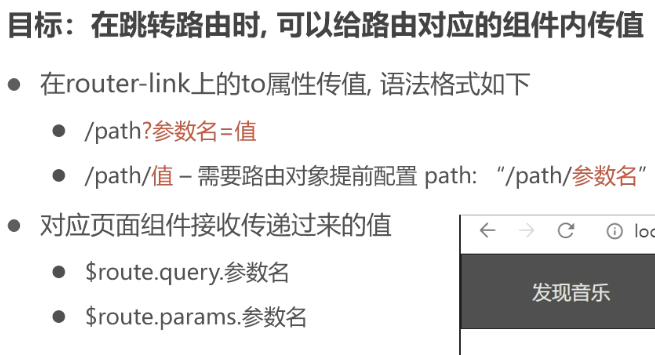 目标：在跳转路由时, 可以给路由对应的组件内传值
在router-link上的to属性传值, 语法格式如下
/path?参数名=值
/path/值 – 需要路由对象提前配置 path: “/path/参数名”
对应页面组件接收传递过来的值
$route.query.参数名
$route.params.参数名
loc
发现音乐